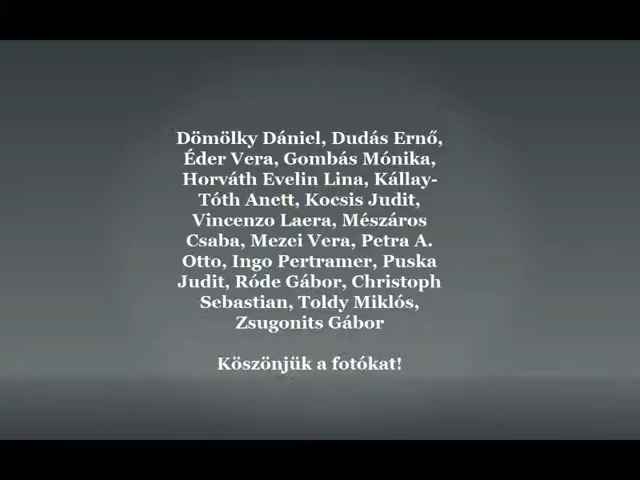 Dömölky Dániel, Dudás Ernő,
Éder Vera, Gombás Mónika,
Horváth Evelin Lina, Kállay-
Tóth Anett, Kocsis Judit,
Vincenzo Laera, Mészáros
Csaba, Mezei Vera, Petra A.
Otto, Ingo Pertramer, Puska
Judit, Róde Gábor, Christoph
Sebastian, Toldy Miklós,
Zsugonits Gábor
Köszönjük a fotókat!